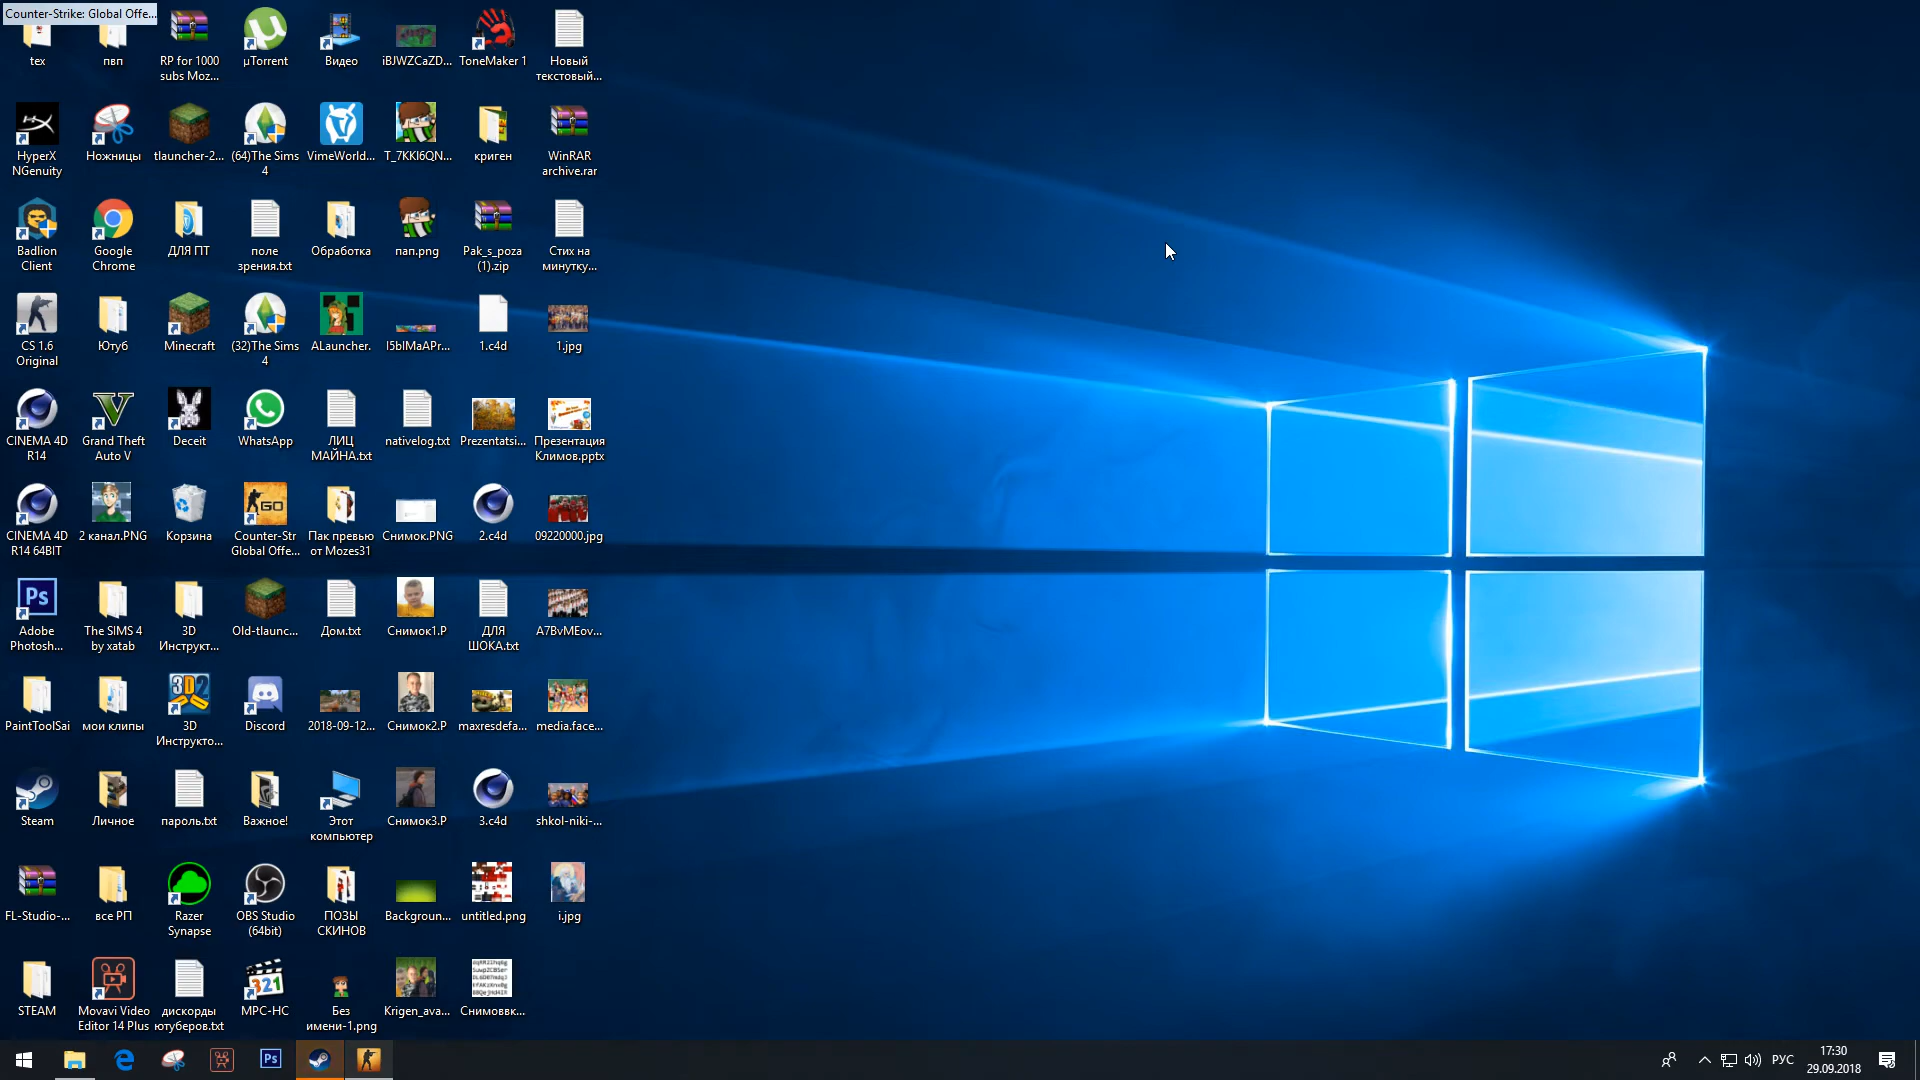 Counter-Strike: Global Offe...
tex
пвп
RP for 1000
subs Moz...
µTorrent
Видео
iBJWZCaZD...
ToneMaker 1
Новый
текстовый...
HyperX
NGenuity
Ножницы
tlauncher-2...
(64)The Sims
4
VimeWorld...
T_7KKI6QN...
криген
WinRAR
archive.rar
Badlion
Client
Google
Chrome
ДЛЯ ПТ
поле
зрения.txt
Обработка
пап.png
Pak_s_poza
(1).zip
Стих на
минутку...
CS 1.6
Original
Ютуб
Minecraft
(32)The Sims
4
ALauncher.
I5bIMaAPr...
1.c4d
1.jpg
CINEMA 4D
R14
Grand Theft
Auto V
Deceit
WhatsApp
ЛИЦ
МАЙНА.txt
nativelog.txt
Prezentatsi...
Презентация
Климов.pptx
CINEMA 4D
R14 64BIT
2 канал.PNG
Корзина
GO
Counter-Str
Global Offe...
Пак превью
от Mozes31
Снимок.PNG
2.c4d
09220000.jpg
Ps
Adobe
Photosh...
The SIMS 4
by xatab
3D
Инструкт...
Old-tlaunc...
Дом.txt
Снимок1.P
ДЛЯ
ШОКА.txt
A7BvMEov...
PaintToolSai
мои клипы
3D
Инструкто...
Discord
2018-09-12...
Снимок2.P
maxresdefa...
media.face...
Steam
Личное
пароль.txt
Важное!
Этот
компьютер
Снимок3.P
3.c4d
shkol-niki-...
FL-Studio-...
все РП
Razer
Synapse
OBS Studio
(64bit)
ПОЗЫ
СКИНОВ
Backgroun...
untitled.png
i.jpg
STEAM
Movavi Video
Editor 14 Plus
дискорды
ютуберов.txt
321
MPC-HC
Без
имени-1.png
Krigen_ava...
Снимоввк...
Ps
РУС
17:30
29.09.2018